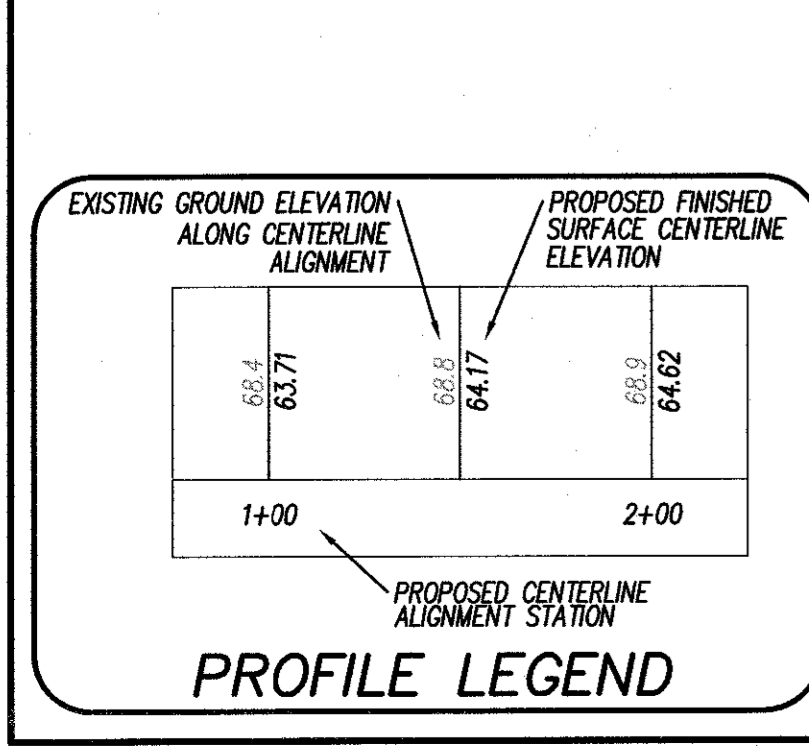 EXISTING GROUND ELEVATION
ALONG CENTERLINE
ALIGNMENT
PROPOSED FINISHED
SURFACE CENTERLINE
ELEVATION
68.4
63.71
68.8
64.17
68.9
64.62
1+00
2+00
PROPOSED CENTERLINE
ALIGNMENT STATION
PROFILE LEGEND